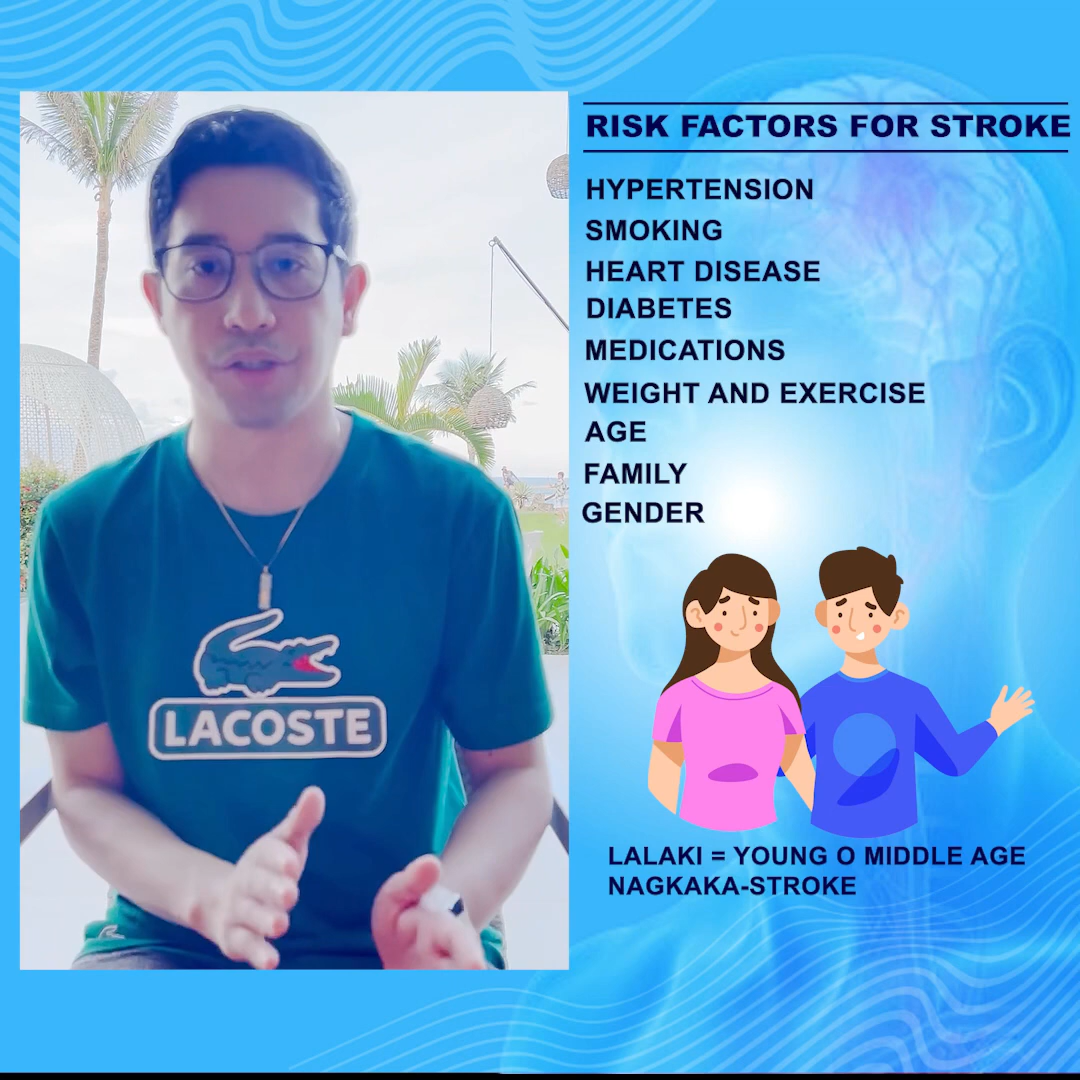 RISK FACTORS FOR STROKE
HYPERTENSION
SMOKING
HEART DISEASE
DIABETES
MEDICATIONS
WEIGHT AND EXERCISE
AGE
FAMILY
GENDER
LACOSTE
LALAKI = YOUNG O MIDDLE AGE
NAGKAKA-STROKE